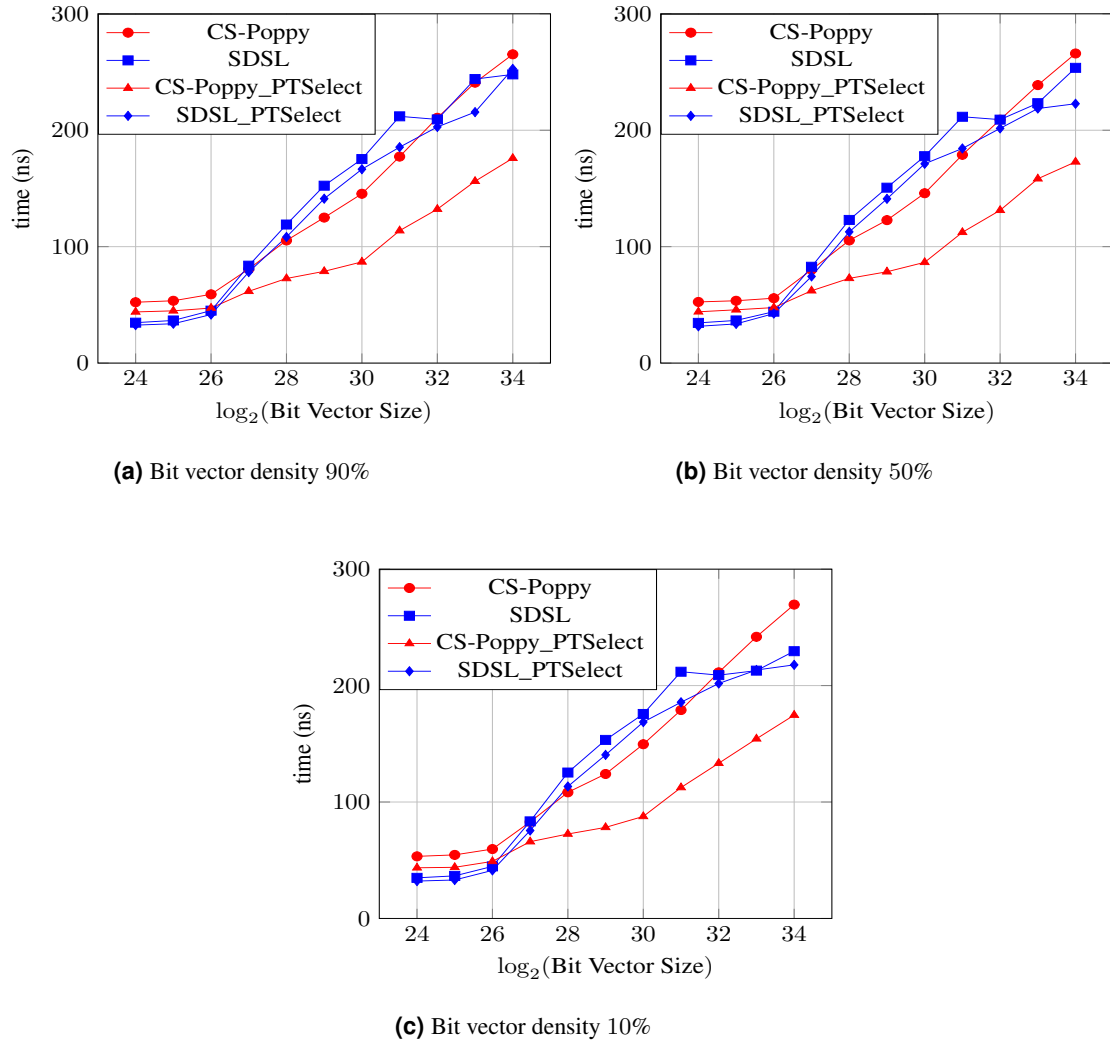 300
200
100
0
time (ns)
CS-Poppy
SDSL
CS-Poppy_PTSelect
SDSL_PTSelect
24 26 28 30 32 34
log₂(Bit Vector Size)
(a) Bit vector density 90%
300
200
100
0
time (ns)
CS-Poppy
SDSL
CS-Poppy_PTSelect
SDSL_PTSelect
24 26 28 30 32 34
log₂(Bit Vector Size)
(b) Bit vector density 50%
300
200
100
0
time (ns)
CS-Poppy
SDSL
CS-Poppy_PTSelect
SDSL_PTSelect
24 26 28 30 32 34
log₂(Bit Vector Size)
(c) Bit vector density 10%